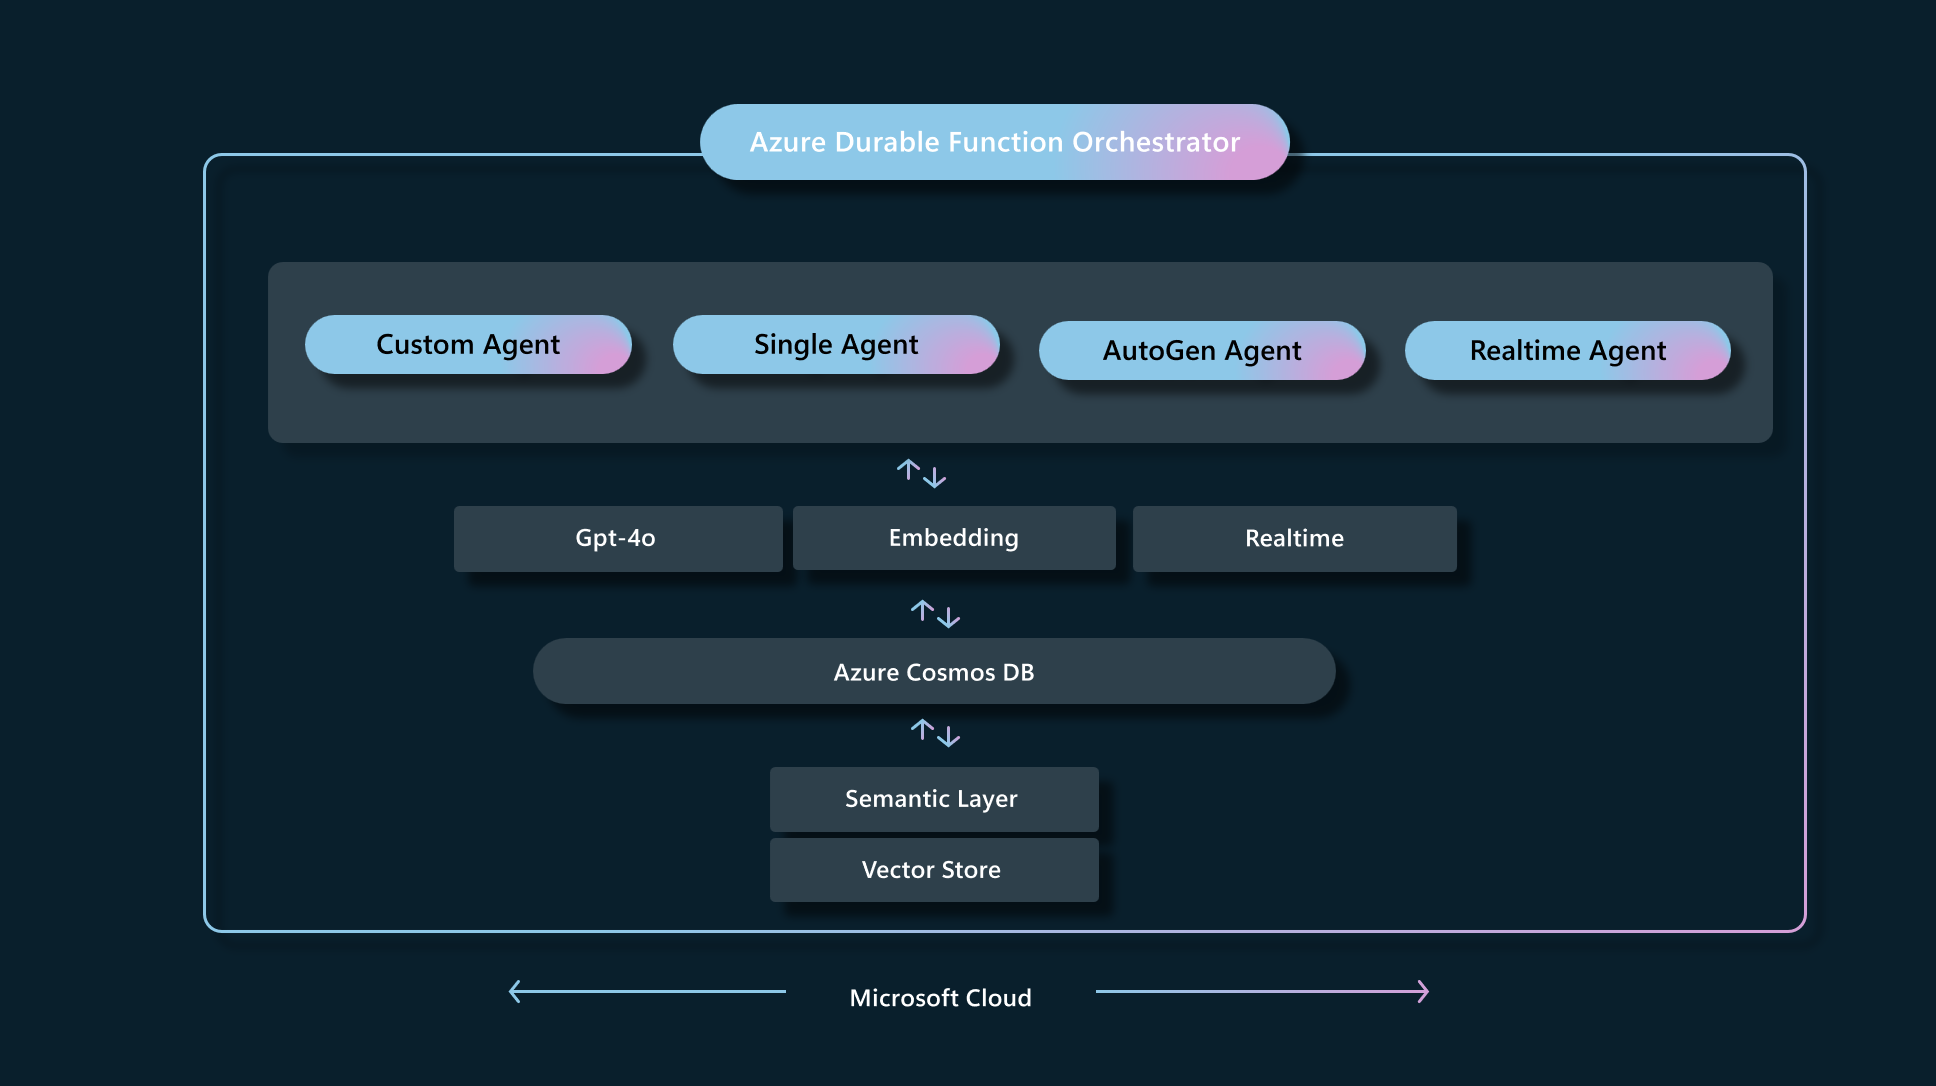 Azure Durable Function Orchestrator
Custom Agent
Single Agent
AutoGen Agent
Realtime Agent
Gpt-4o
Embedding
Realtime
Azure Cosmos DB
Semantic Layer
Vector Store
Microsoft Cloud